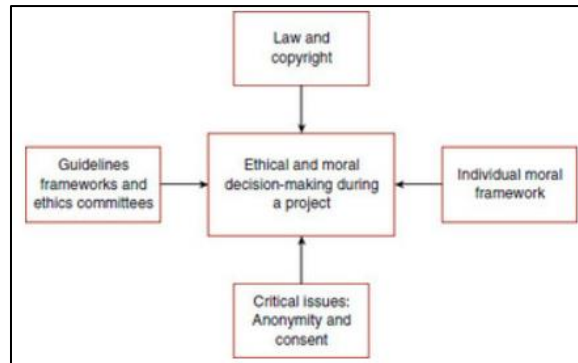 Law and
copyright
Guidelines
frameworks and
ethics committees
Ethical and moral
decision-making during
a project
Individual moral
framework
Critical issues:
Anonymity and
consent